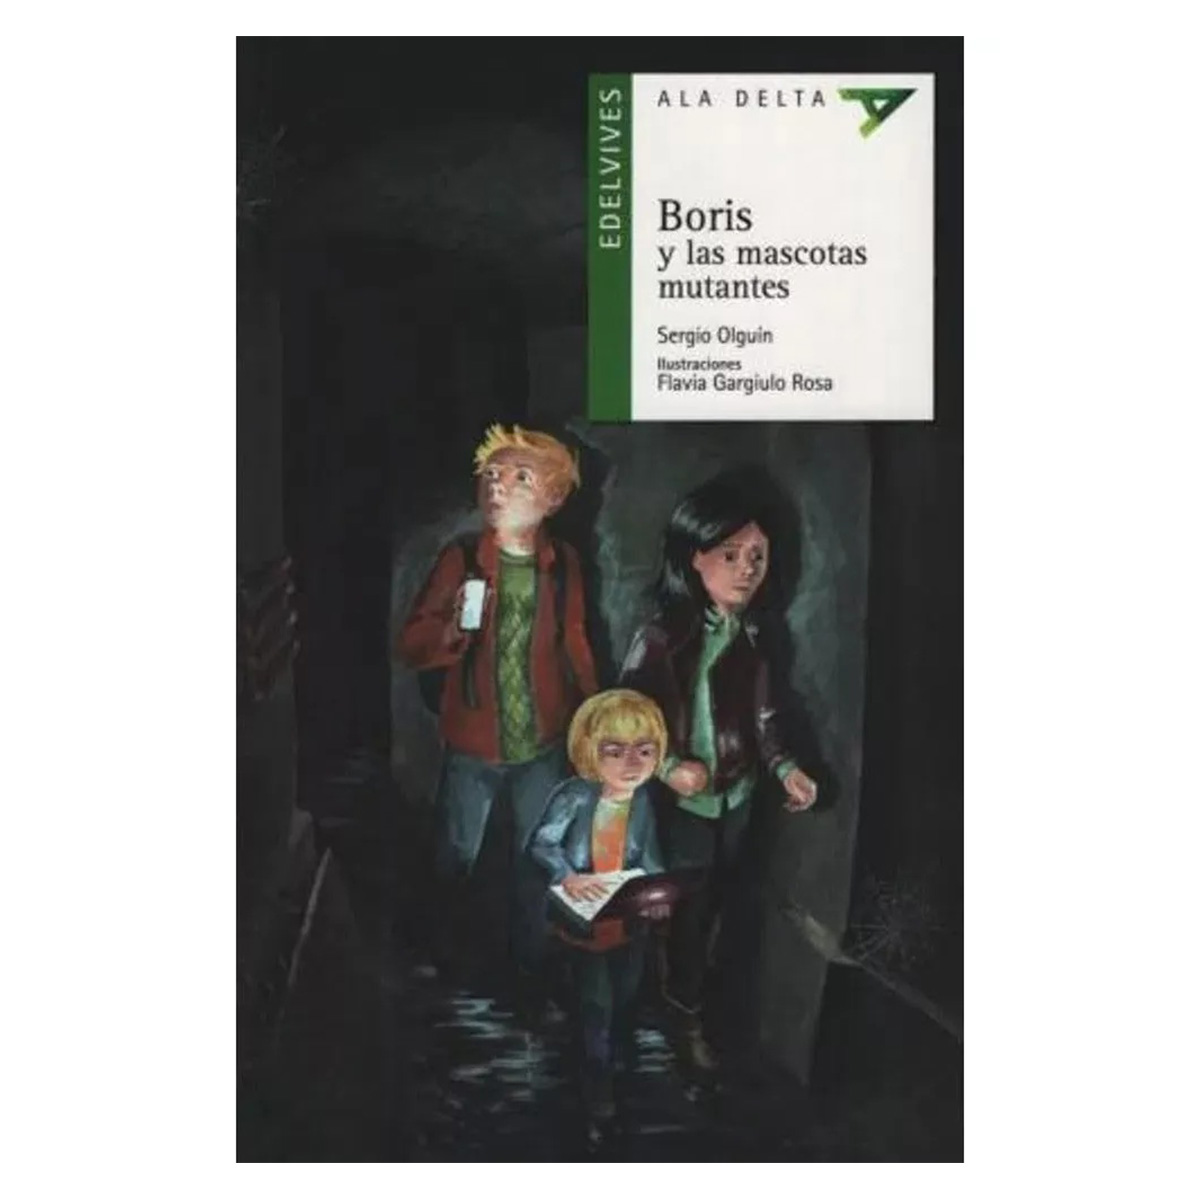 EDELVIVES
ALA DELTA
Boris
y las mascotas
mutantes
Sergio Olguín
Ilustraciones
Flavia Gargiulo Rosa